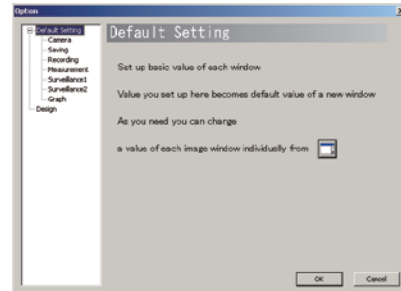 Option
Default Setting
Camera
Saving
Recording
Measurement
Surveillance1
Surveillance2
Graph
Design
Default Setting
Set up basic value of each window
Value you set up here becomes default value of a new window
As you need you can change
a value of each image window individually from
OK
Cancel